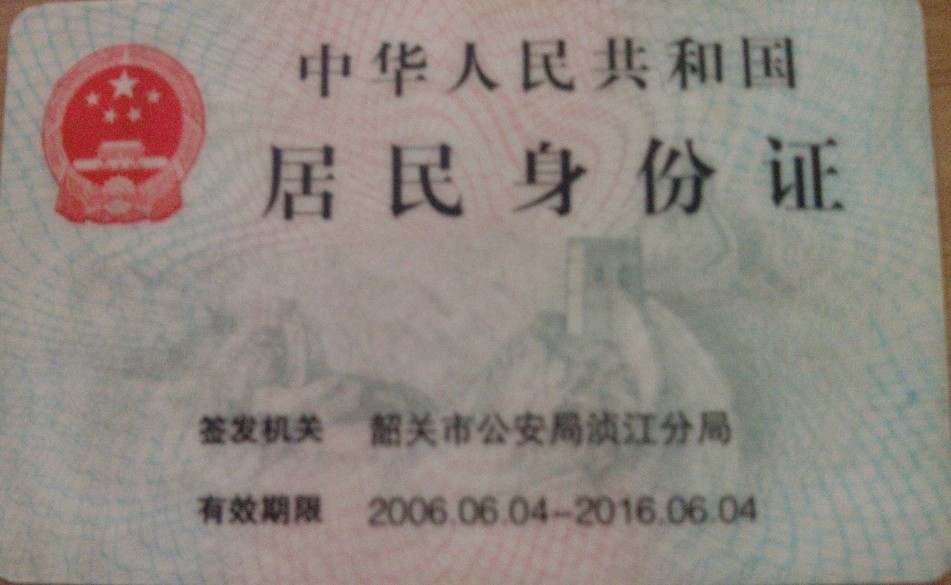 中华人民共和国
居民身份证
签发机关 韶关市公安局浈江分局
有效期限 2006.06.04-2016.06.04